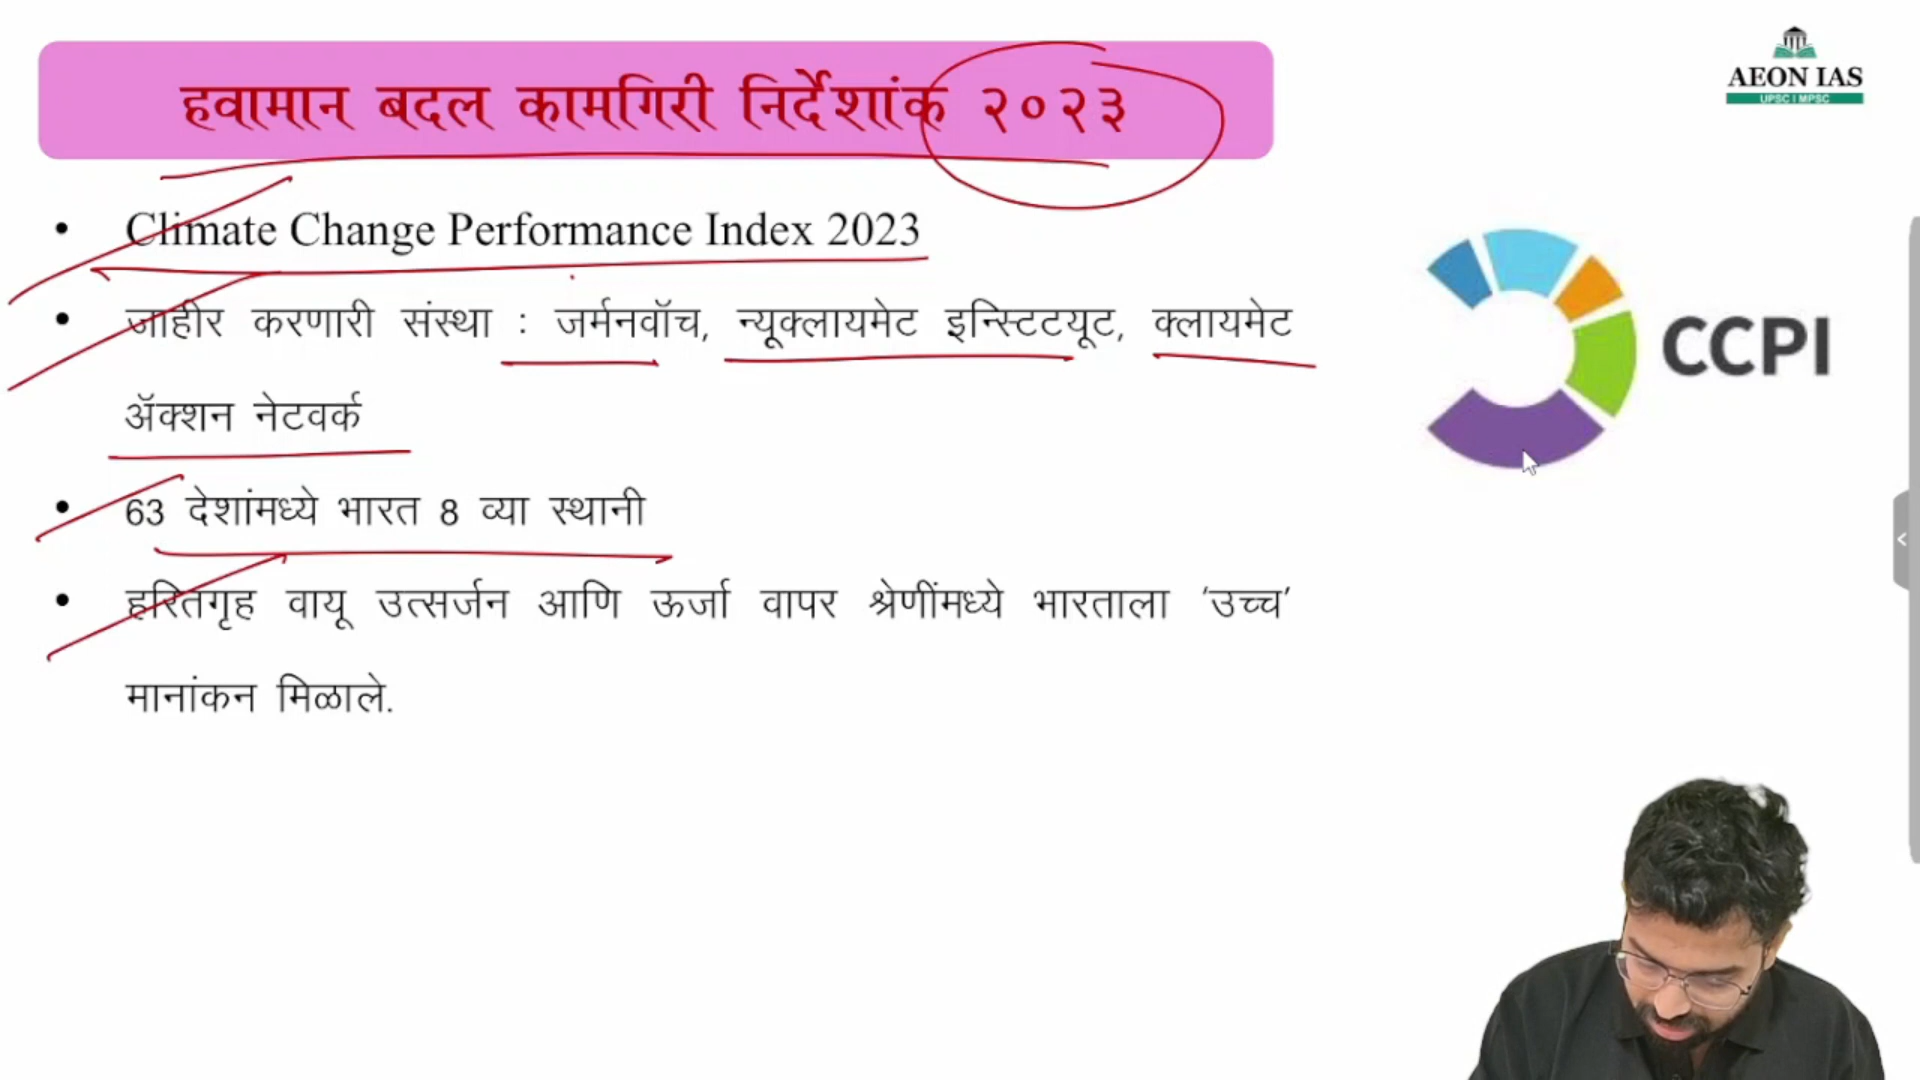 हवामान बदल कामगिरी निर्देशांक २०२३
AEON IAS
UPSC | MPSC
• Climate Change Performance Index 2023
• जाहीर करणारी संस्था : जर्मनवॉच, न्यूक्लायमेट इन्स्टिटयूट, क्लायमेट
ॲक्शन नेटवर्क
CCPI
• 63 देशांमध्ये भारत 8 व्या स्थानी
• हरितगृह वायू उत्सर्जन आणि ऊर्जा वापर श्रेणींमध्ये भारताला ‘उच्च’
मानांकन मिळाले.